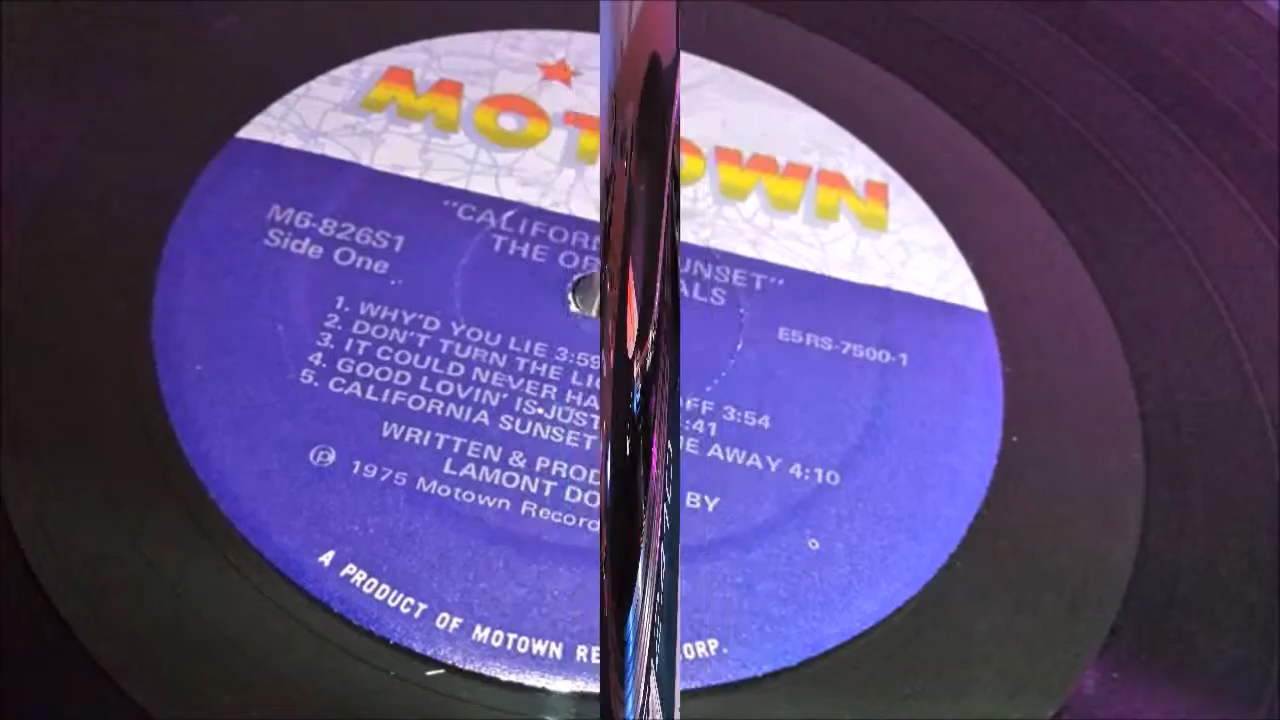 MOTOWN
M6-826S1
Side One
"CALIFOR UNSET"
THE OR ALS
E5RS-7500-1
1. WHY'D YOU LIE 3:59
2. DON'T TURN THE LI FF 3:54
3. IT COULD NEVER HA :41
4. GOOD LOVIN' IS JUST E AWAY 4:10
5. CALIFORNIA SUNSET
WRITTEN & PROD BY
LAMONT DO
℗ 1975 Motown Record
A PRODUCT OF MOTOWN RE ORP.